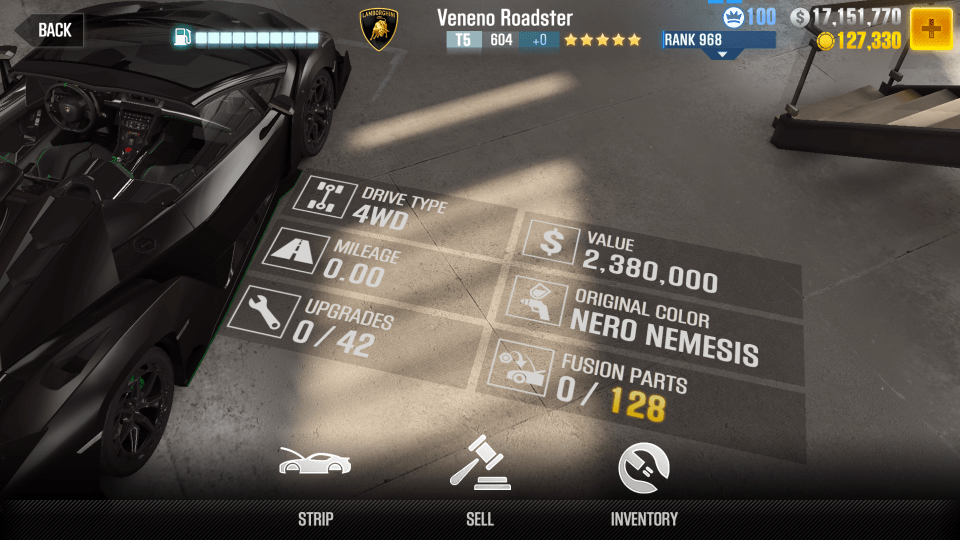 BACK
LAMBORGHINI
Veneno Roadster
T5 604 +0
100
17,151,770
RANK 968
127,330
DRIVE TYPE
4WD
MILEAGE
0.00
UPGRADES
0 / 42
VALUE
2,380,000
ORIGINAL COLOR
NERO NEMESIS
FUSION PARTS
0 / 128
STRIP
SELL
INVENTORY